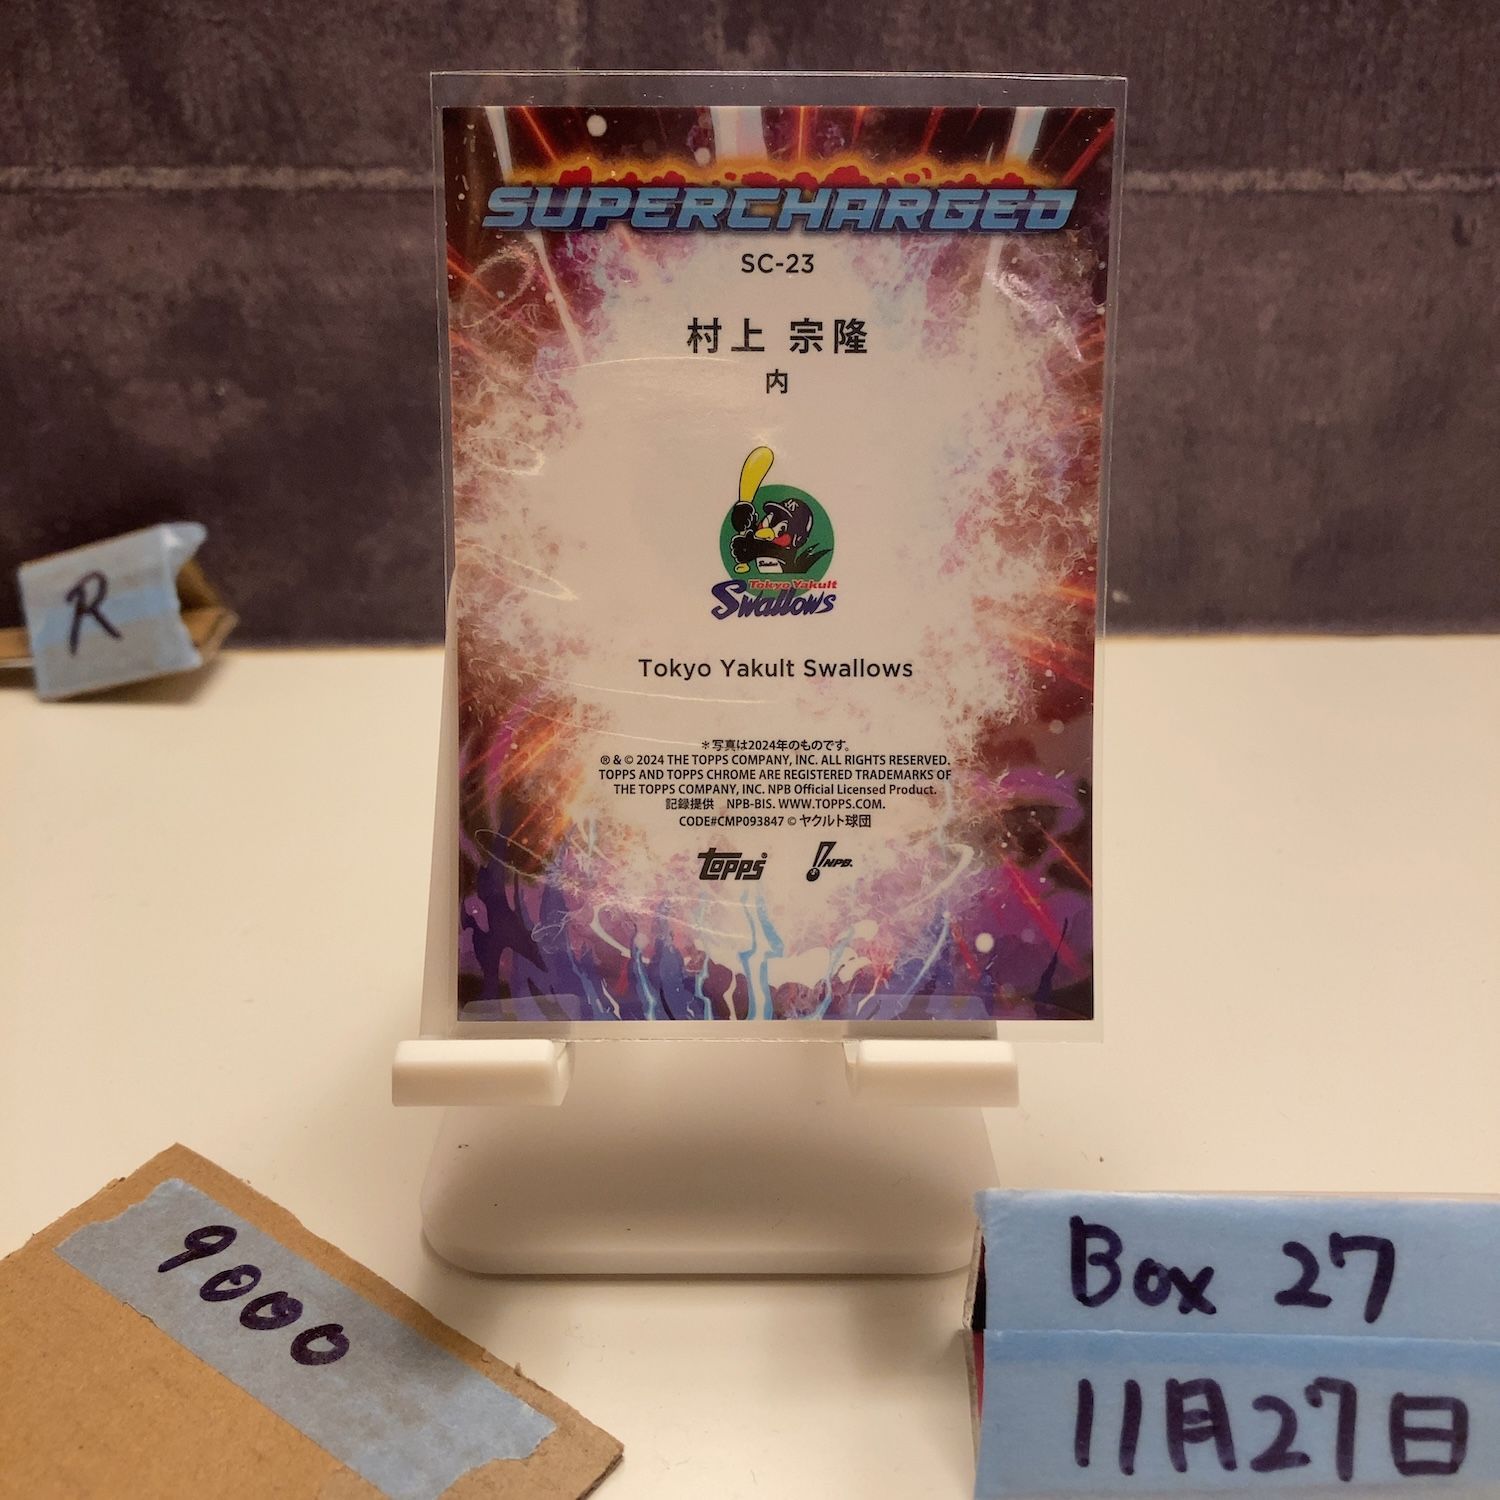 SUPERCHARGED
SC-23
村上 宗隆
内
Swallows
Tokyo Yakult
Swallows
Tokyo Yakult Swallows
*写真は2024年のものです。
® & © 2024 THE TOPPS COMPANY, INC. ALL RIGHTS RESERVED.
TOPPS AND TOPPS CHROME ARE REGISTERED TRADEMARKS OF
THE TOPPS COMPANY, INC. NPB Official Licensed Product.
記録提供 NPB-BIS. WWW.TOPPS.COM.
CODE#CMP093847 © ヤクルト球団
Topps® NPB.
R
9000
Box 27
11月27日